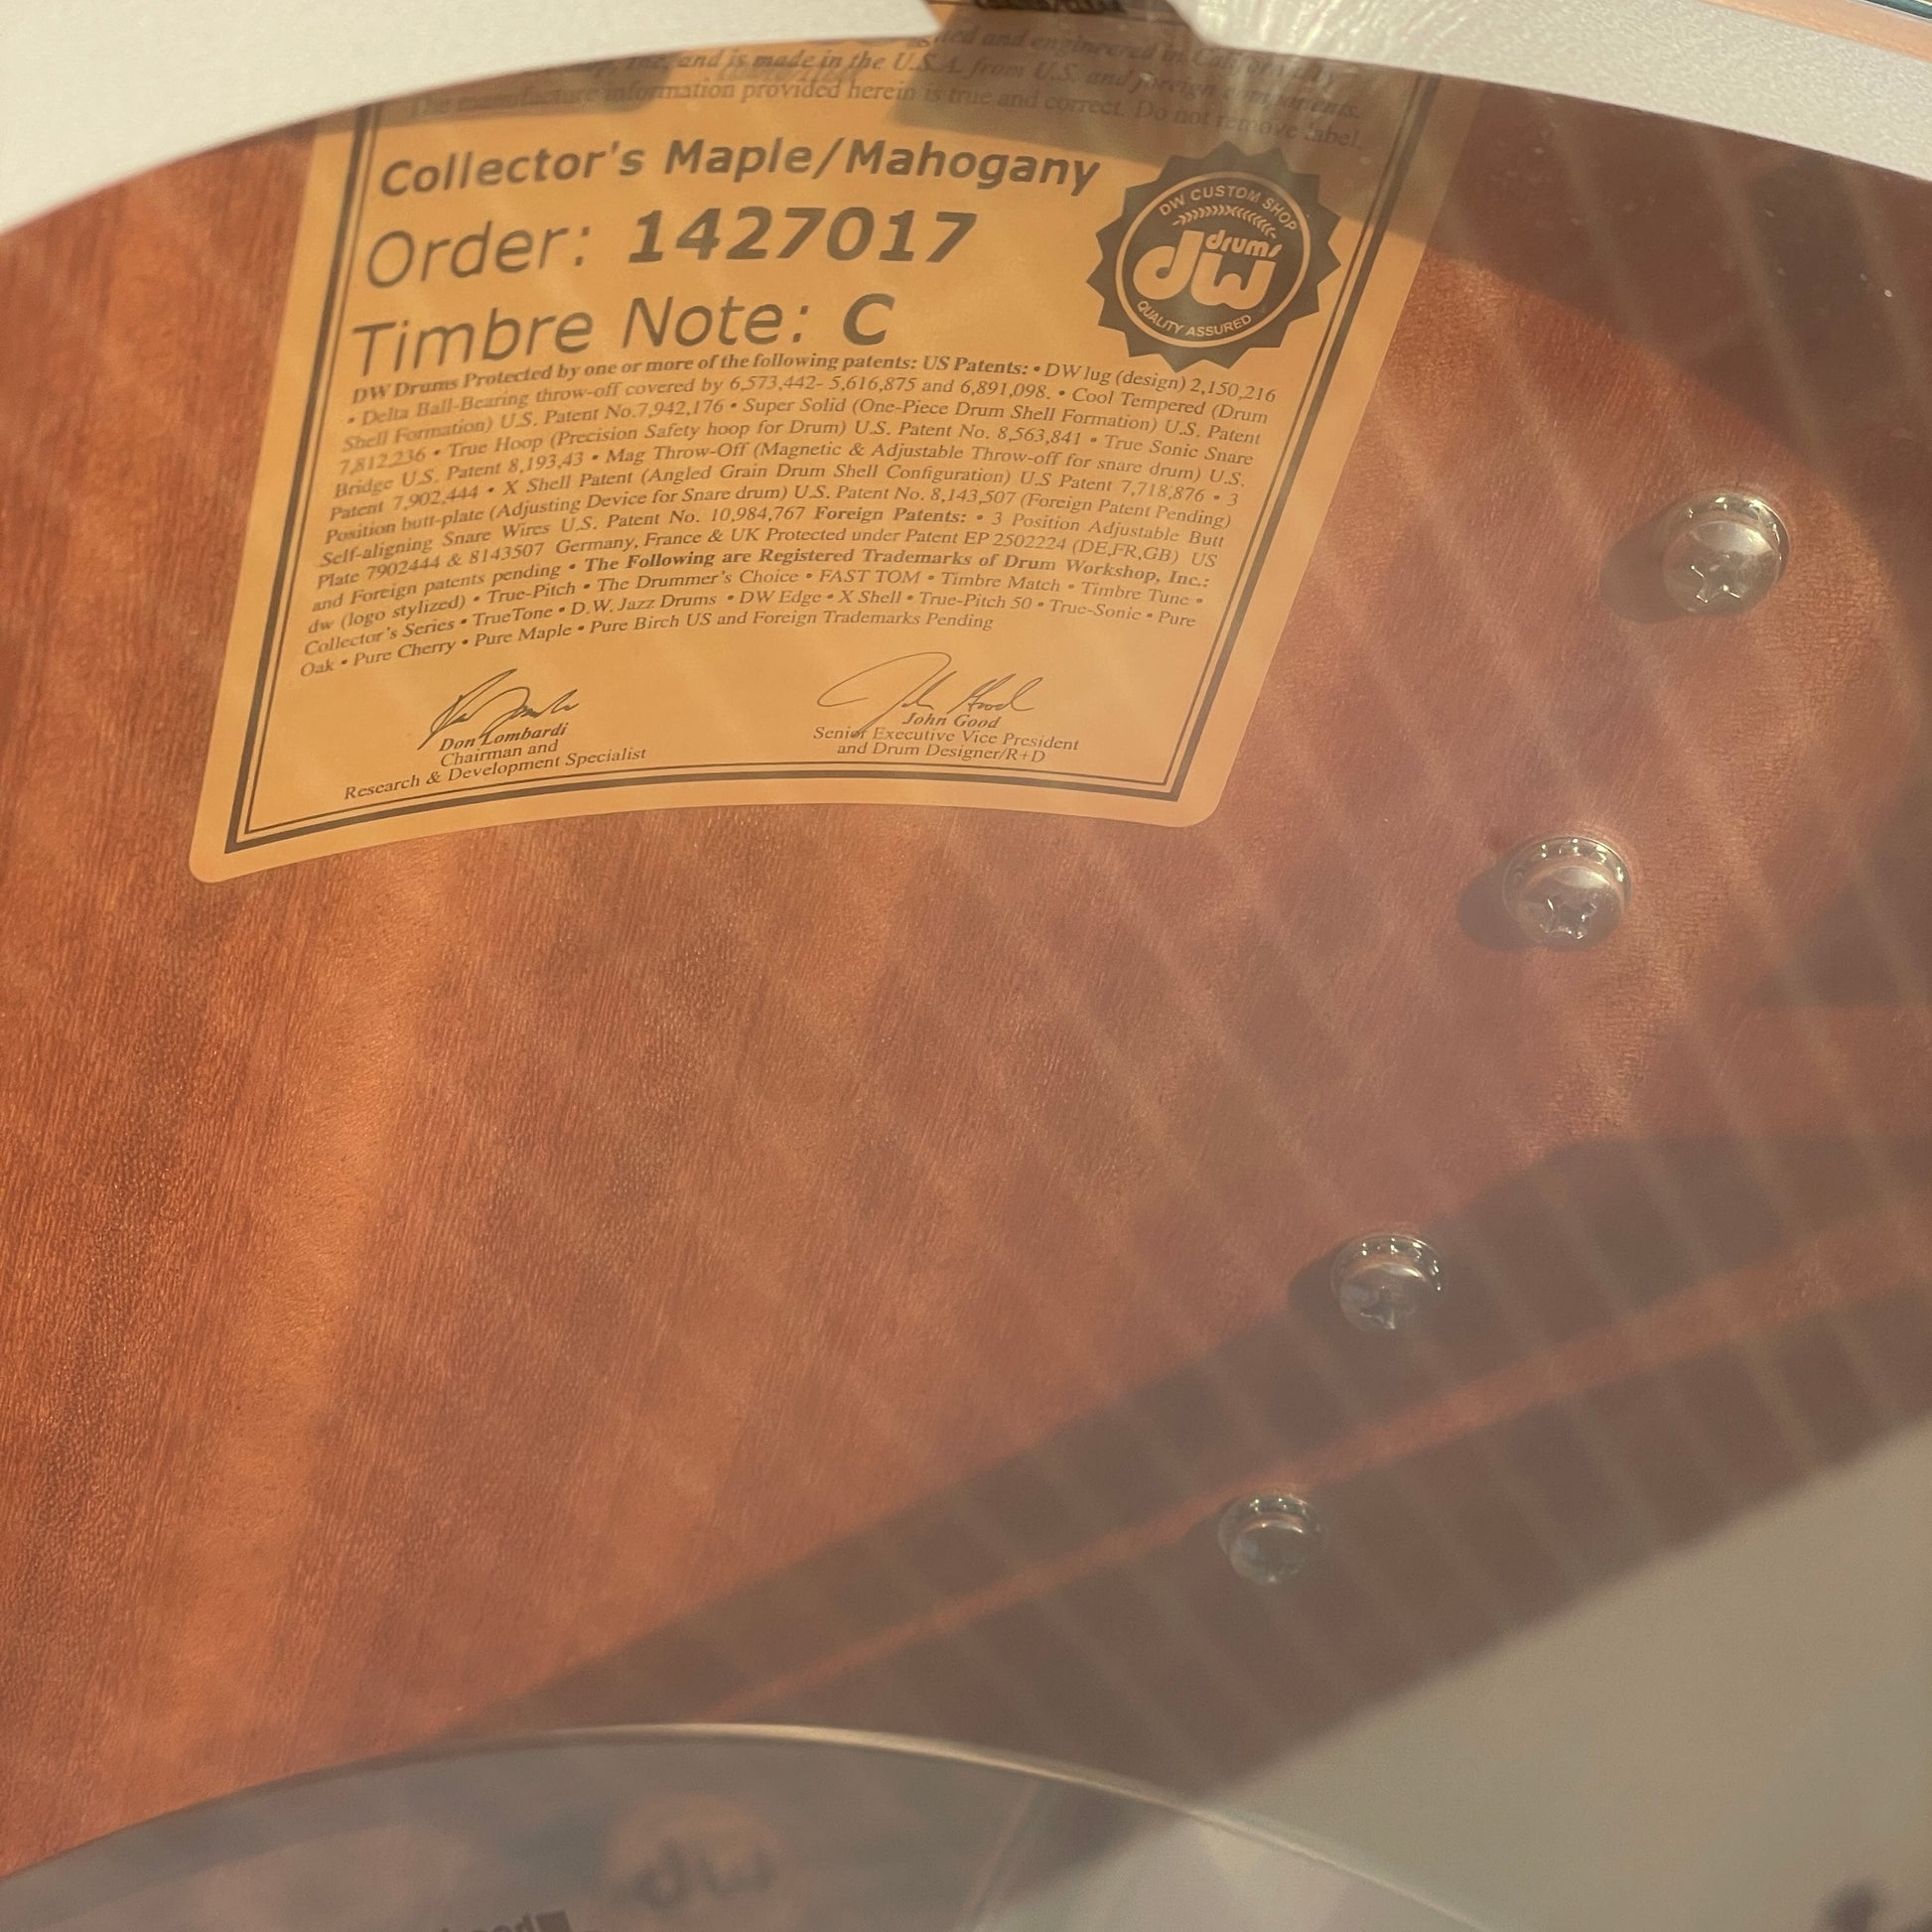 and engineered in California by
and is made in the U.S.A. from U.S. and foreign components.
The manufacture information provided herein is true and correct. Do not remove label.
Collector's Maple/Mahogany
Order: 1427017
Timbre Note: C
DW CUSTOM SHOP
drums
dw
QUALITY ASSURED
DW Drums Protected by one or more of the following patents: US Patents: • DW lug (design) 2,150,216
• Delta Ball-Bearing throw-off covered by 6,573,442- 5,616,875 and 6,891,098. • Cool Tempered (Drum
Shell Formation) U.S. Patent No.7,942,176 • Super Solid (One-Piece Drum Shell Formation) U.S. Patent
7,812,236 • True Hoop (Precision Safety hoop for Drum) U.S. Patent No. 8,563,841 • True Sonic Snare
Bridge U.S. Patent 8,193,43 • Mag Throw-Off (Magnetic & Adjustable Throw-off for snare drum) U.S.
Patent 7,902,444 • X Shell Patent (Angled Grain Drum Shell Configuration) U.S Patent 7,718,876 • 3
Position butt-plate (Adjusting Device for Snare drum) U.S. Patent No. 8,143,507 (Foreign Patent Pending)
Self-aligning Snare Wires U.S. Patent No. 10,984,767 Foreign Patents: • 3 Position Adjustable Butt
Plate 7902444 & 8143507 Germany, France & UK Protected under Patent EP 2502224 (DE,FR,GB) US
and Foreign patents pending • The Following are Registered Trademarks of Drum Workshop, Inc.:
dw (logo stylized) • True-Pitch • The Drummer's Choice • FAST TOM • Timbre Match • Timbre Tune •
Collector's Series • TrueTone • D.W. Jazz Drums • DW Edge • X Shell • True-Pitch 50 • True-Sonic • Pure
Oak • Pure Cherry • Pure Maple • Pure Birch US and Foreign Trademarks Pending
Don Lombardi
Chairman and
Research & Development Specialist
John Good
John Good
Senior Executive Vice President
and Drum Designer/R+D